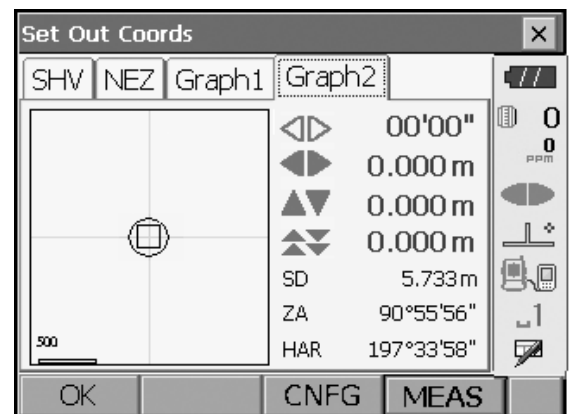 Set Out Coords
SHV NEZ Graph1 Graph2
00'00"
0.000 m
0.000 m
0.000 m
SD 5.733 m
ZA 90°55'56"
HAR 197°33'58"
500
0
0
PPM
1
OK CNFG MEAS